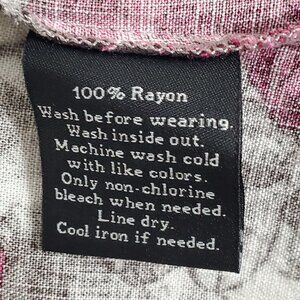 100% Rayon
Wash before wearing.
Wash inside out.
Machine wash cold
with like colors.
Only non-chlorine
bleach when needed.
Line dry.
Cool iron if needed.